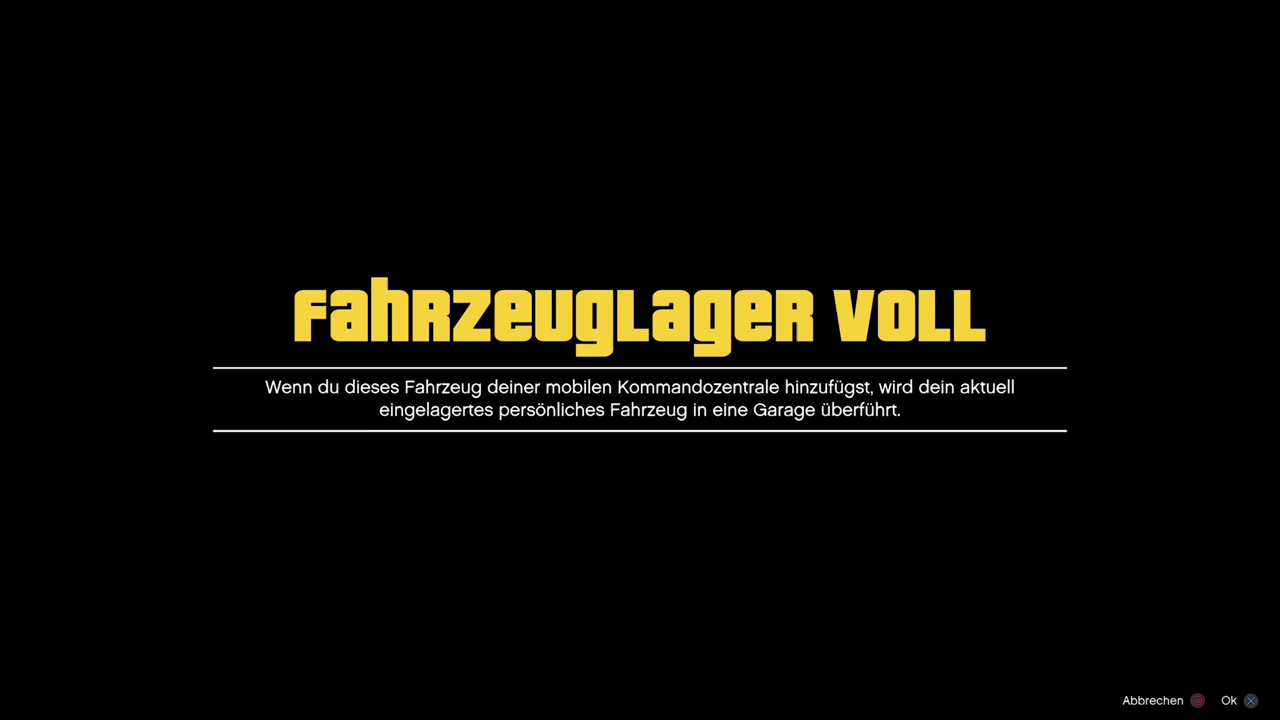 Fahrzeuglager voll
Wenn du dieses Fahrzeug deiner mobilen Kommandozentrale hinzufügst, wird dein aktuell
eingelagertes persönliches Fahrzeug in eine Garage überführt.
Abbrechen Ok